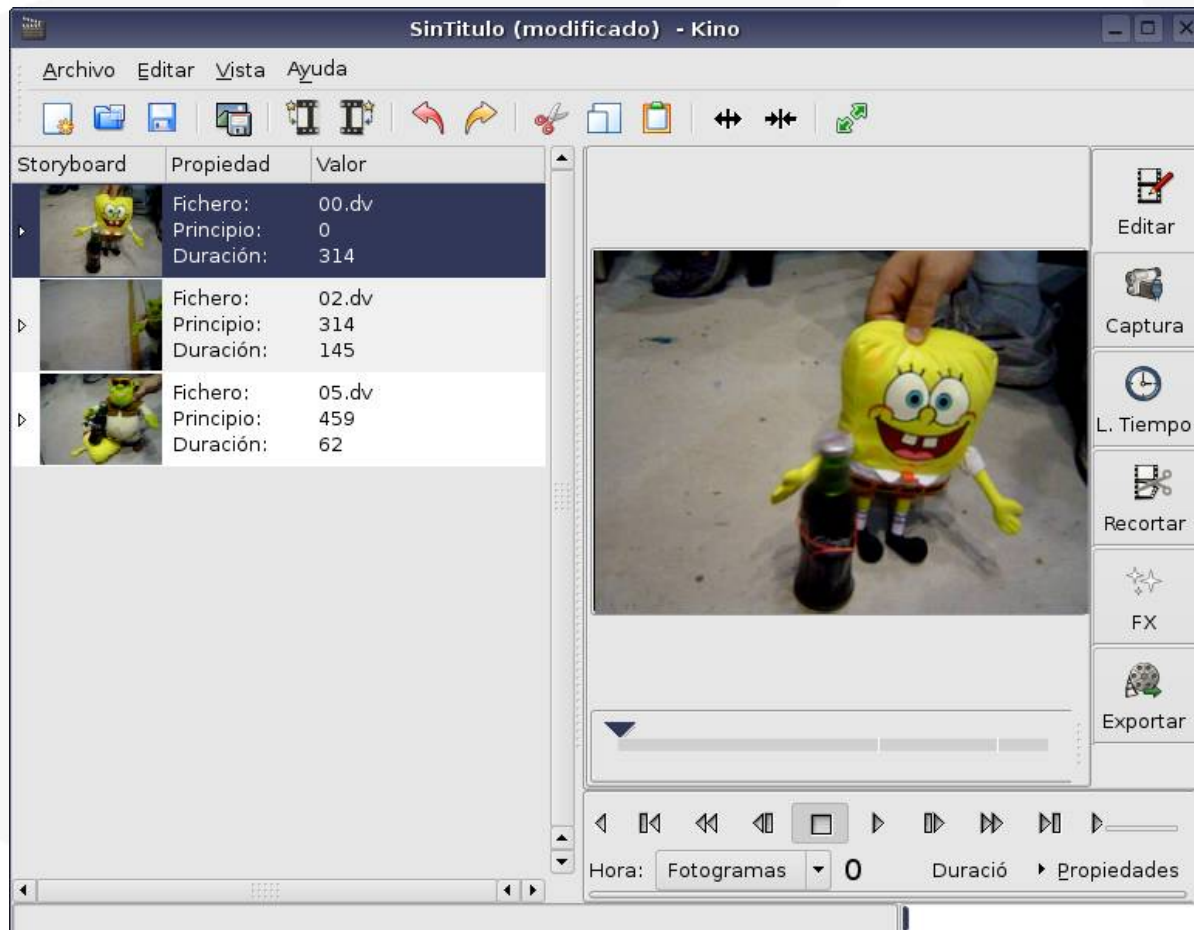 SinTitulo (modificado) - Kino
Archivo Editar Vista Ayuda
Storyboard Propiedad Valor
Fichero: 00.dv
Principio: 0
Duración: 314
Fichero: 02.dv
Principio: 314
Duración: 145
Fichero: 05.dv
Principio: 459
Duración: 62
Editar
Captura
L. Tiempo
Recortar
FX
Exportar
Hora: Fotogramas 0 Duració Propiedades